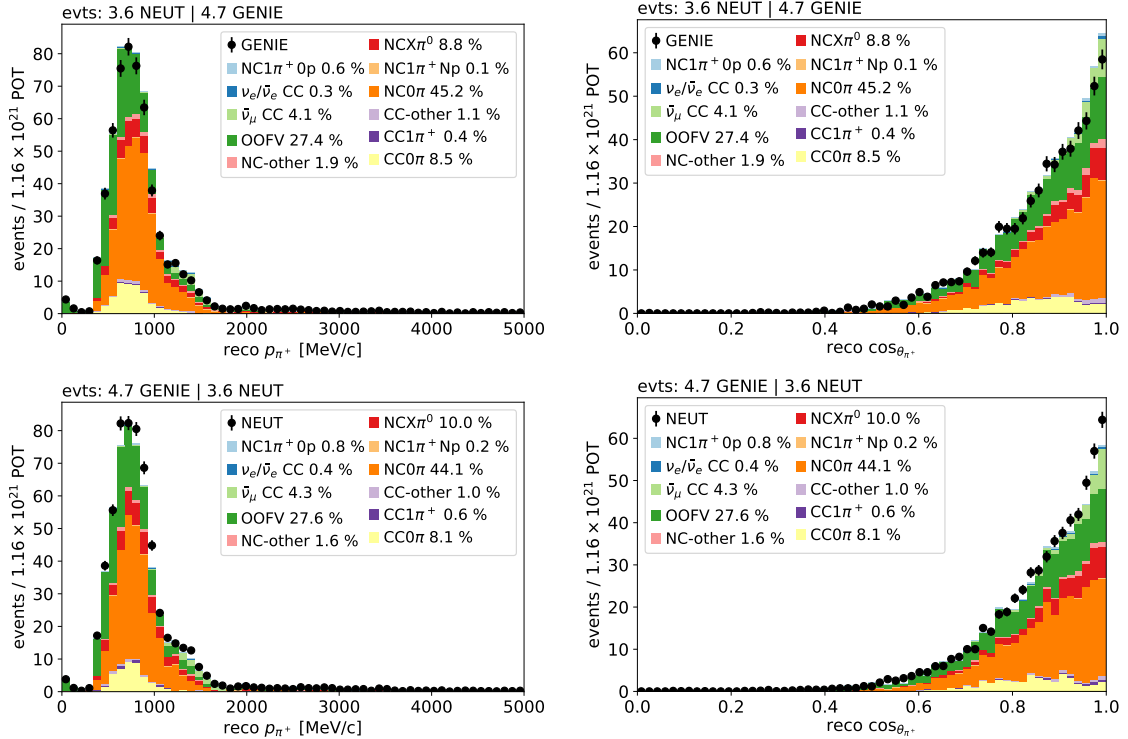 evts: 3.6 NEUT | 4.7 GENIE
events / 1.16 × 10²¹ POT
80
70
60
50
40
30
20
10
0
GENIE
NC1π⁺0p 0.6 %
νₑ/ν̄ₑ CC 0.3 %
ν̄_μ CC 4.1 %
OOFV 27.4 %
NC-other 1.9 %
NCXπ⁰ 8.8 %
NC1π⁺Np 0.1 %
NC0π 45.2 %
CC-other 1.1 %
CC1π⁺ 0.4 %
CC0π 8.5 %
0 1000 2000 3000 4000 5000
reco p_π⁺ [MeV/c]
evts: 3.6 NEUT | 4.7 GENIE
events / 1.16 × 10²¹ POT
60
50
40
30
20
10
0
GENIE
NC1π⁺0p 0.6 %
νₑ/ν̄ₑ CC 0.3 %
ν̄_μ CC 4.1 %
OOFV 27.4 %
NC-other 1.9 %
NCXπ⁰ 8.8 %
NC1π⁺Np 0.1 %
NC0π 45.2 %
CC-other 1.1 %
CC1π⁺ 0.4 %
CC0π 8.5 %
0.0 0.2 0.4 0.6 0.8 1.0
reco cos_θ_π⁺
evts: 4.7 GENIE | 3.6 NEUT
events / 1.16 × 10²¹ POT
80
70
60
50
40
30
20
10
0
NEUT
NC1π⁺0p 0.8 %
νₑ/ν̄ₑ CC 0.4 %
ν̄_μ CC 4.3 %
OOFV 27.6 %
NC-other 1.6 %
NCXπ⁰ 10.0 %
NC1π⁺Np 0.2 %
NC0π 44.1 %
CC-other 1.0 %
CC1π⁺ 0.6 %
CC0π 8.1 %
0 1000 2000 3000 4000 5000
reco p_π⁺ [MeV/c]
evts: 4.7 GENIE | 3.6 NEUT
events / 1.16 × 10²¹ POT
60
50
40
30
20
10
0
NEUT
NC1π⁺0p 0.8 %
νₑ/ν̄ₑ CC 0.4 %
ν̄_μ CC 4.3 %
OOFV 27.6 %
NC-other 1.6 %
NCXπ⁰ 10.0 %
NC1π⁺Np 0.2 %
NC0π 44.1 %
CC-other 1.0 %
CC1π⁺ 0.6 %
CC0π 8.1 %
0.0 0.2 0.4 0.6 0.8 1.0
reco cos_θ_π⁺